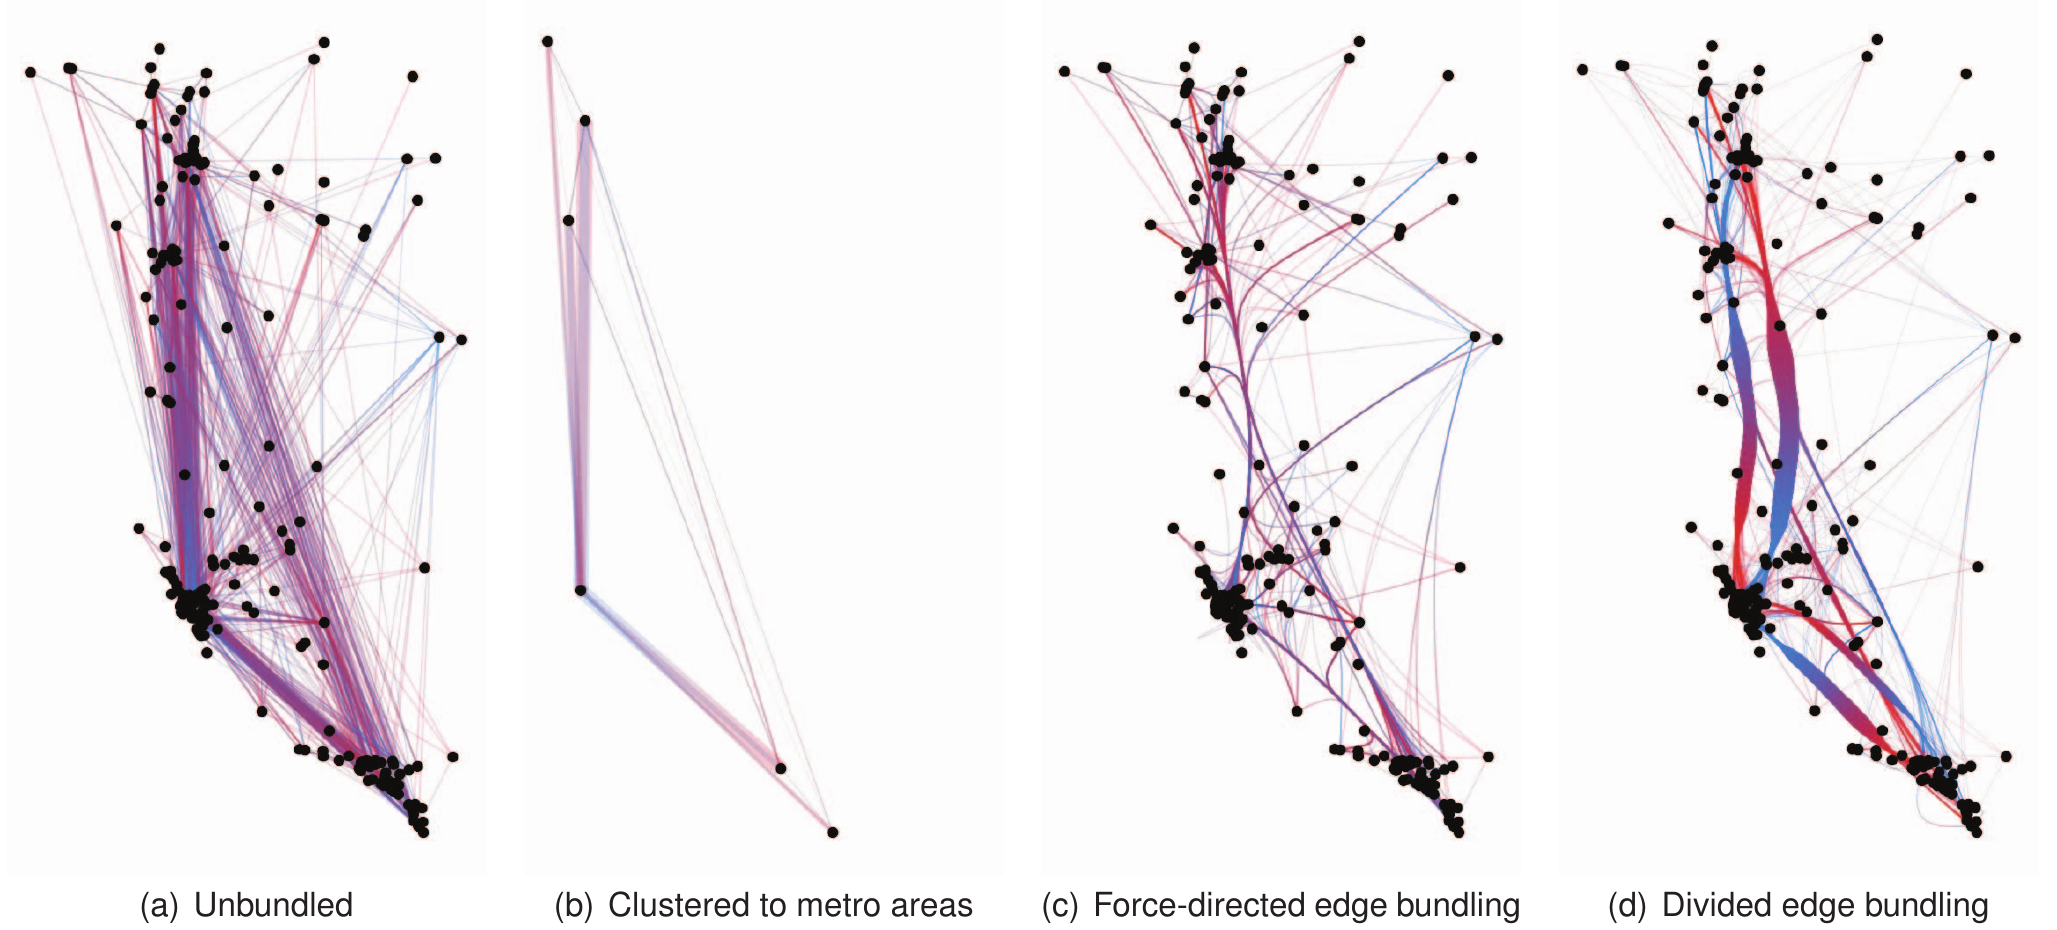 (a) Unbundled
(b) Clustered to metro areas
(c) Force-directed edge bundling
(d) Divided edge bundling